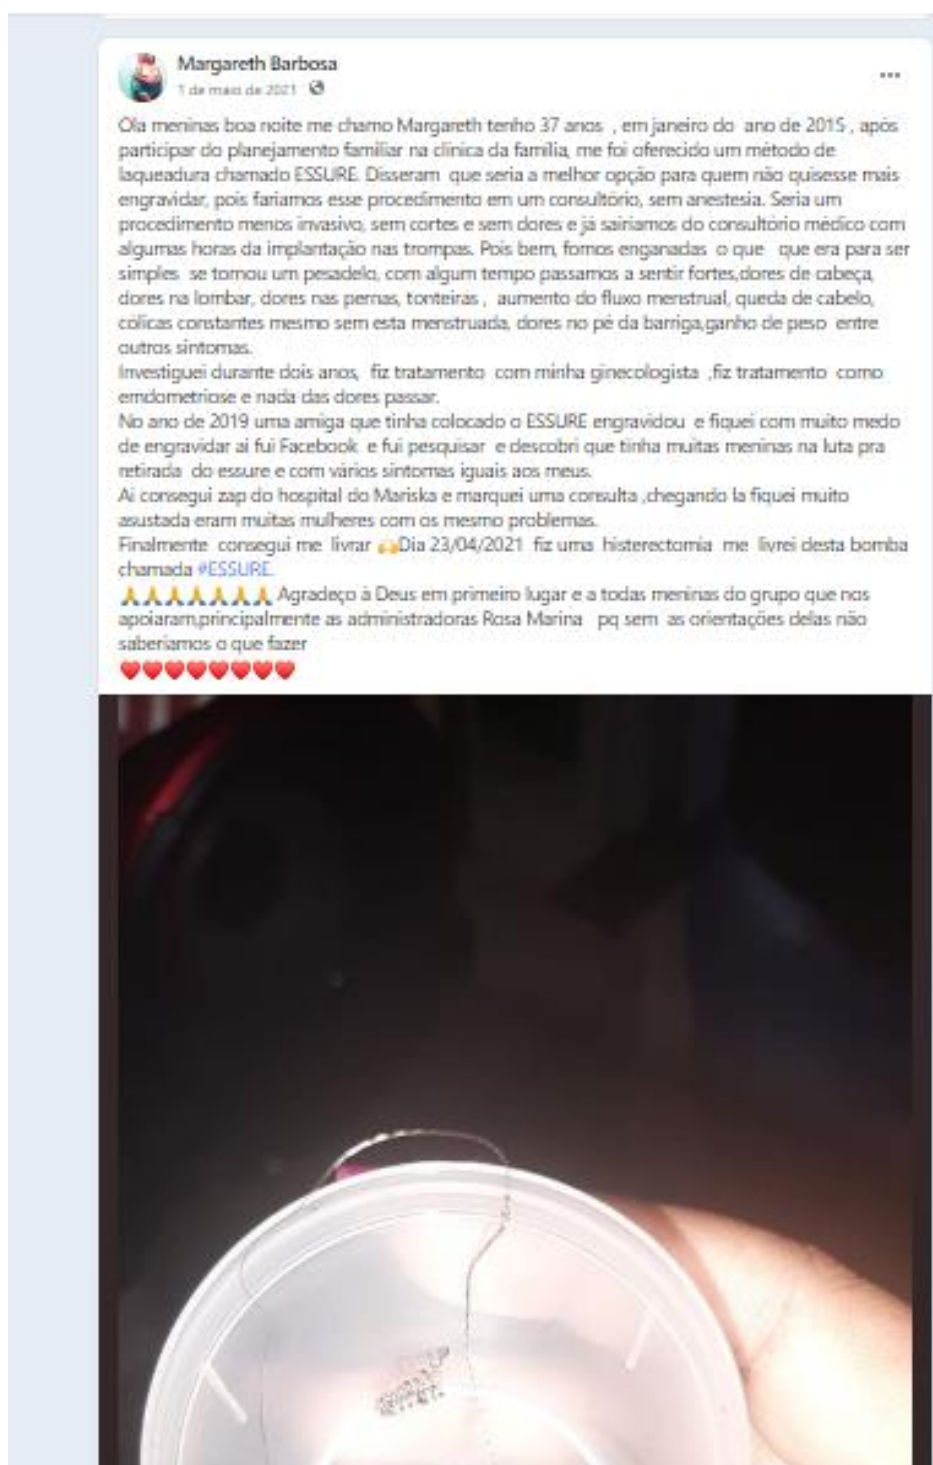 Margareth Barbosa
1 de maio de 2021
Ola meninas boa noite me chamo Margareth tenho 37 anos , em janeiro do ano de 2015 , após
participar do planejamento familiar na clinica da família, me foi oferecido um método de
laqueadura chamado ESSURE. Disseram que seria a melhor opção para quem não quisesse mais
engravidar, pois fariamos esse procedimento em um consultório, sem anestesia. Seria um
procedimento menos invasivo, sem cortes e sem dores e já sairiamos do consultório médico com
algumas horas da implantação nas trompas. Pois bem, fomos enganadas o que que era para ser
simples se tornou um pesadelo, com algum tempo passamos a sentir fortes,dores de cabeça,
dores na lombar, dores nas pernas, tonteiras , aumento do fluxo menstrual, queda de cabelo,
cólicas constantes mesmo sem esta menstruada, dores no pé da barriga,ganho de peso entre
outros sintomas.
Investiguei durante dois anos, fiz tratamento com minha ginecologista ,fiz tratamento como
emdometriose e nada das dores passar.
No ano de 2019 uma amiga que tinha colocado o ESSURE engravidou e fiquei com muito medo
de engravidar ai fui Facebook e fui pesquisar e descobri que tinha muitas meninas na luta pra
retirada do essure e com vários sintomas iguais aos meus.
Ai consegui zap do hospital do Mariska e marquei uma consulta ,chegando la fiquei muito
asustada eram muitas mulheres com os mesmo problemas.
Finalmente consegui me livrar 🙌Dia 23/04/2021 fiz uma histerectomia me livrei desta bomba
chamada #ESSURE.
🙏🙏🙏🙏🙏🙏🙏 Agradeço à Deus em primeiro lugar e a todas meninas do grupo que nos
apoiaram,principalmente as administradoras Rosa Marina pq sem as orientações delas não
saberiamos o que fazer
♥️♥️♥️♥️♥️♥️♥️♥️